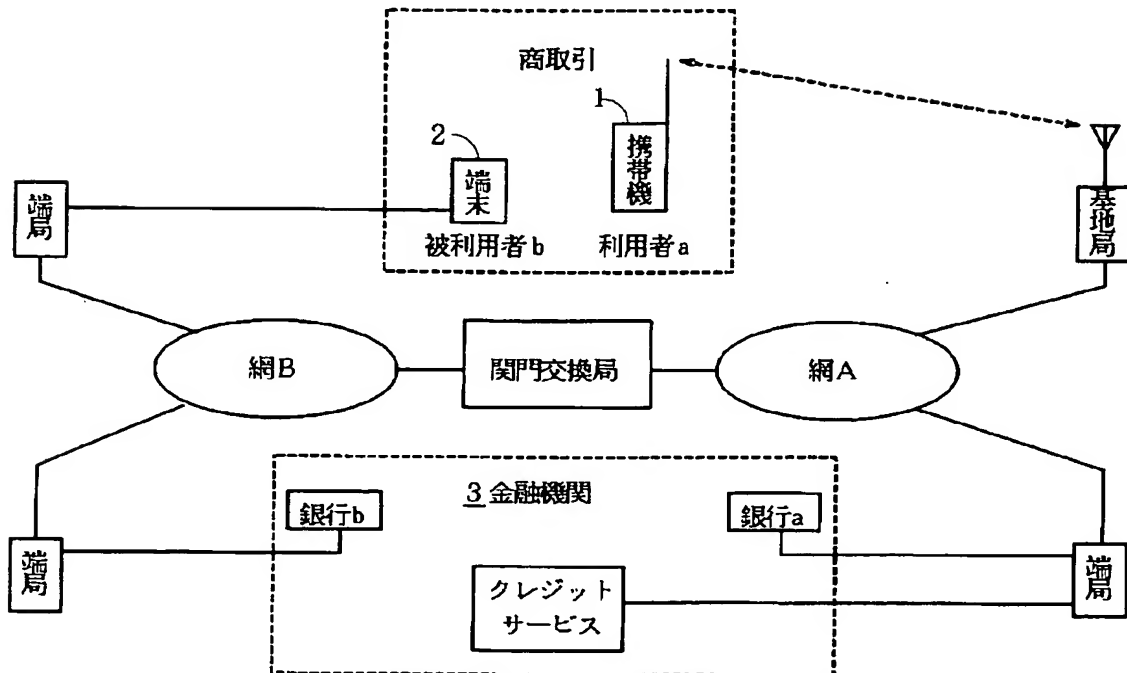 商取引
1
携帯機
2
端末
端局
基地局
被利用者b
利用者a
網B
関門交換局
網A
3 金融機関
銀行b
銀行a
端局
クレジット
サービス
端局